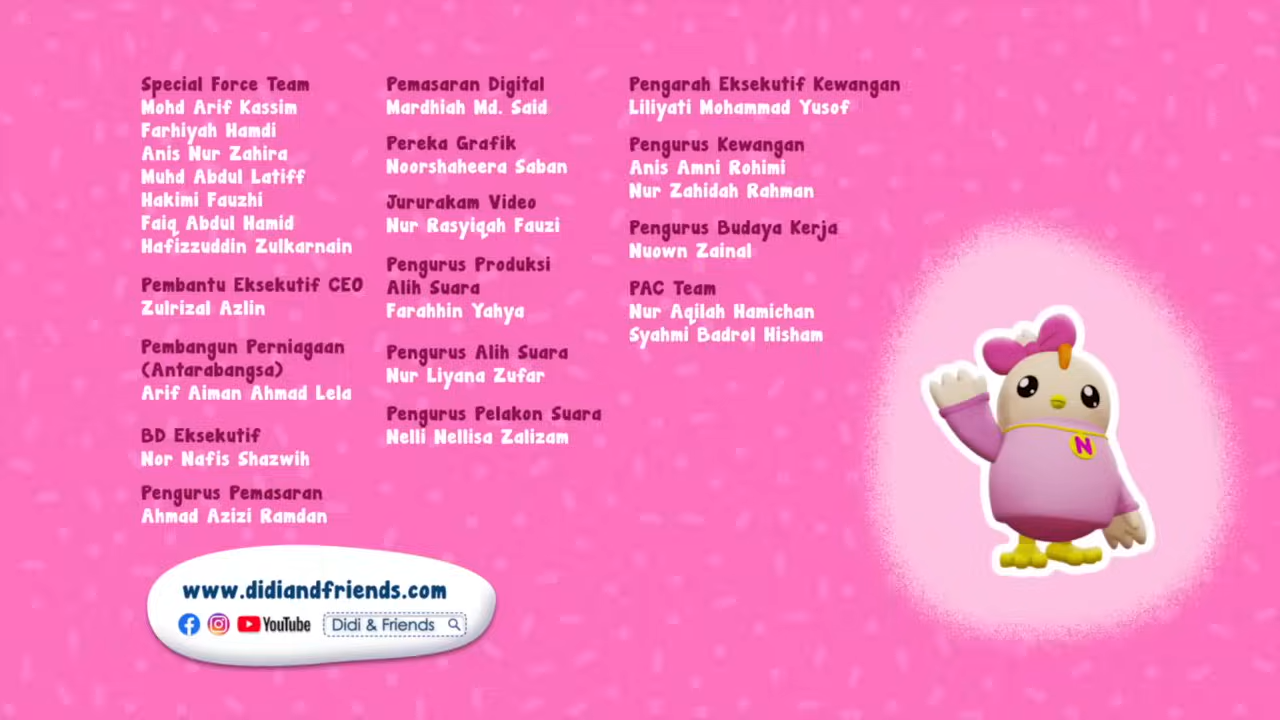 Special Force Team
Mohd Arif Kassim
Farhiyah Hamdi
Anis Nur Zahira
Muhd Abdul Latiff
Hakimi Fauzhi
Faiq Abdul Hamid
Hafizzuddin Zulkarnain
Pembantu Eksekutif CEO
Zulrizal Azlin
Pembangun Perniagaan
(Antarabangsa)
Arif Aiman Ahmad Lela
BD Eksekutif
Nor Nafis Shazwih
Pengurus Pemasaran
Ahmad Azizi Ramdan
Pemasaran Digital
Mardhiah Md. Said
Pereka Grafik
Noorshaheera Saban
Jururakam Video
Nur Rasyiqah Fauzi
Pengurus Produksi
Alih Suara
Farahhin Yahya
Pengurus Alih Suara
Nur Liyana Zufar
Pengurus Pelakon Suara
Nelli Nellisa Zalizam
Pengarah Eksekutif Kewangan
Liliyati Mohammad Yusof
Pengurus Kewangan
Anis Amni Rohimi
Nur Zahidah Rahman
Pengurus Budaya Kerja
Nuown Zainal
PAC Team
Nur Aqilah Hamichan
Syahmi Badrol Hisham
N
www.didiandfriends.com
YouTube Didi & Friends